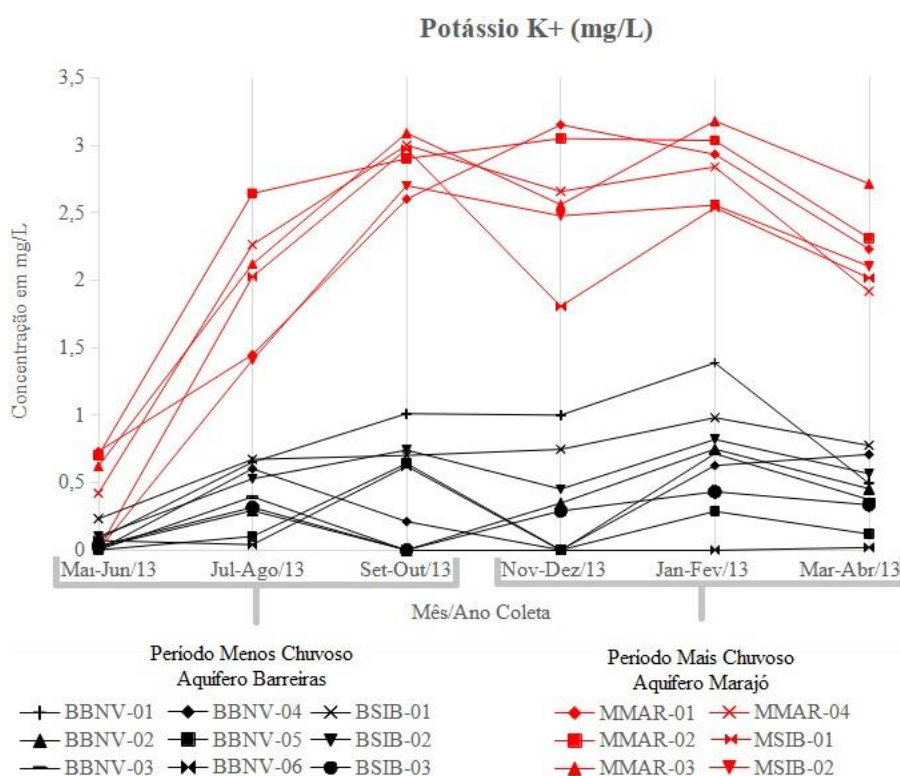 Potássio K+ (mg/L)
Concentração em mg/L
3,5
3
2,5
2
1,5
1
0,5
0
Mai-Jun/13 Jul-Ago/13 Set-Out/13 Nov-Dez/13 Jan-Fev/13 Mar-Abr/13
Mês/Ano Coleta
Período Menos Chuvoso
Aquífero Barreiras
BBNV-01 BBNV-04 BSIB-01
BBNV-02 BBNV-05 BSIB-02
BBNV-03 BBNV-06 BSIB-03
Período Mais Chuvoso
Aquífero Marajó
MMAR-01 MMAR-04
MMAR-02 MSIB-01
MMAR-03 MSIB-02